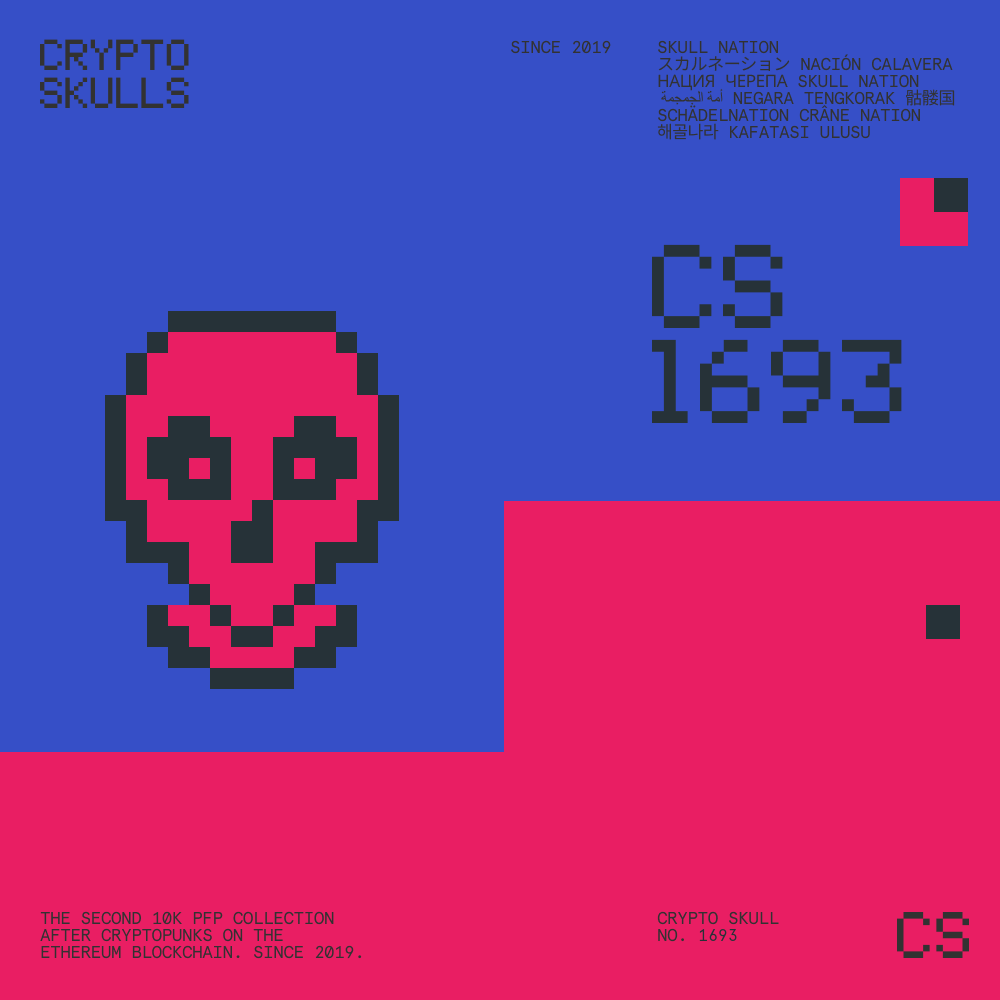 CRYPTO
SKULLS
SINCE 2019
SKULL NATION
スカルネーション NACIÓN CALAVERA
НАЦИЯ ЧЕРЕПА SKULL NATION
أمة الجمجمة NEGARA TENGKORAK 骷髅国
SCHÄDELNATION CRÂNE NATION
해골나라 KAFATASI ULUSU
CS
1693
THE SECOND 10K PFP COLLECTION
AFTER CRYPTOPUNKS ON THE
ETHEREUM BLOCKCHAIN. SINCE 2019.
CRYPTO SKULL
NO. 1693
CS